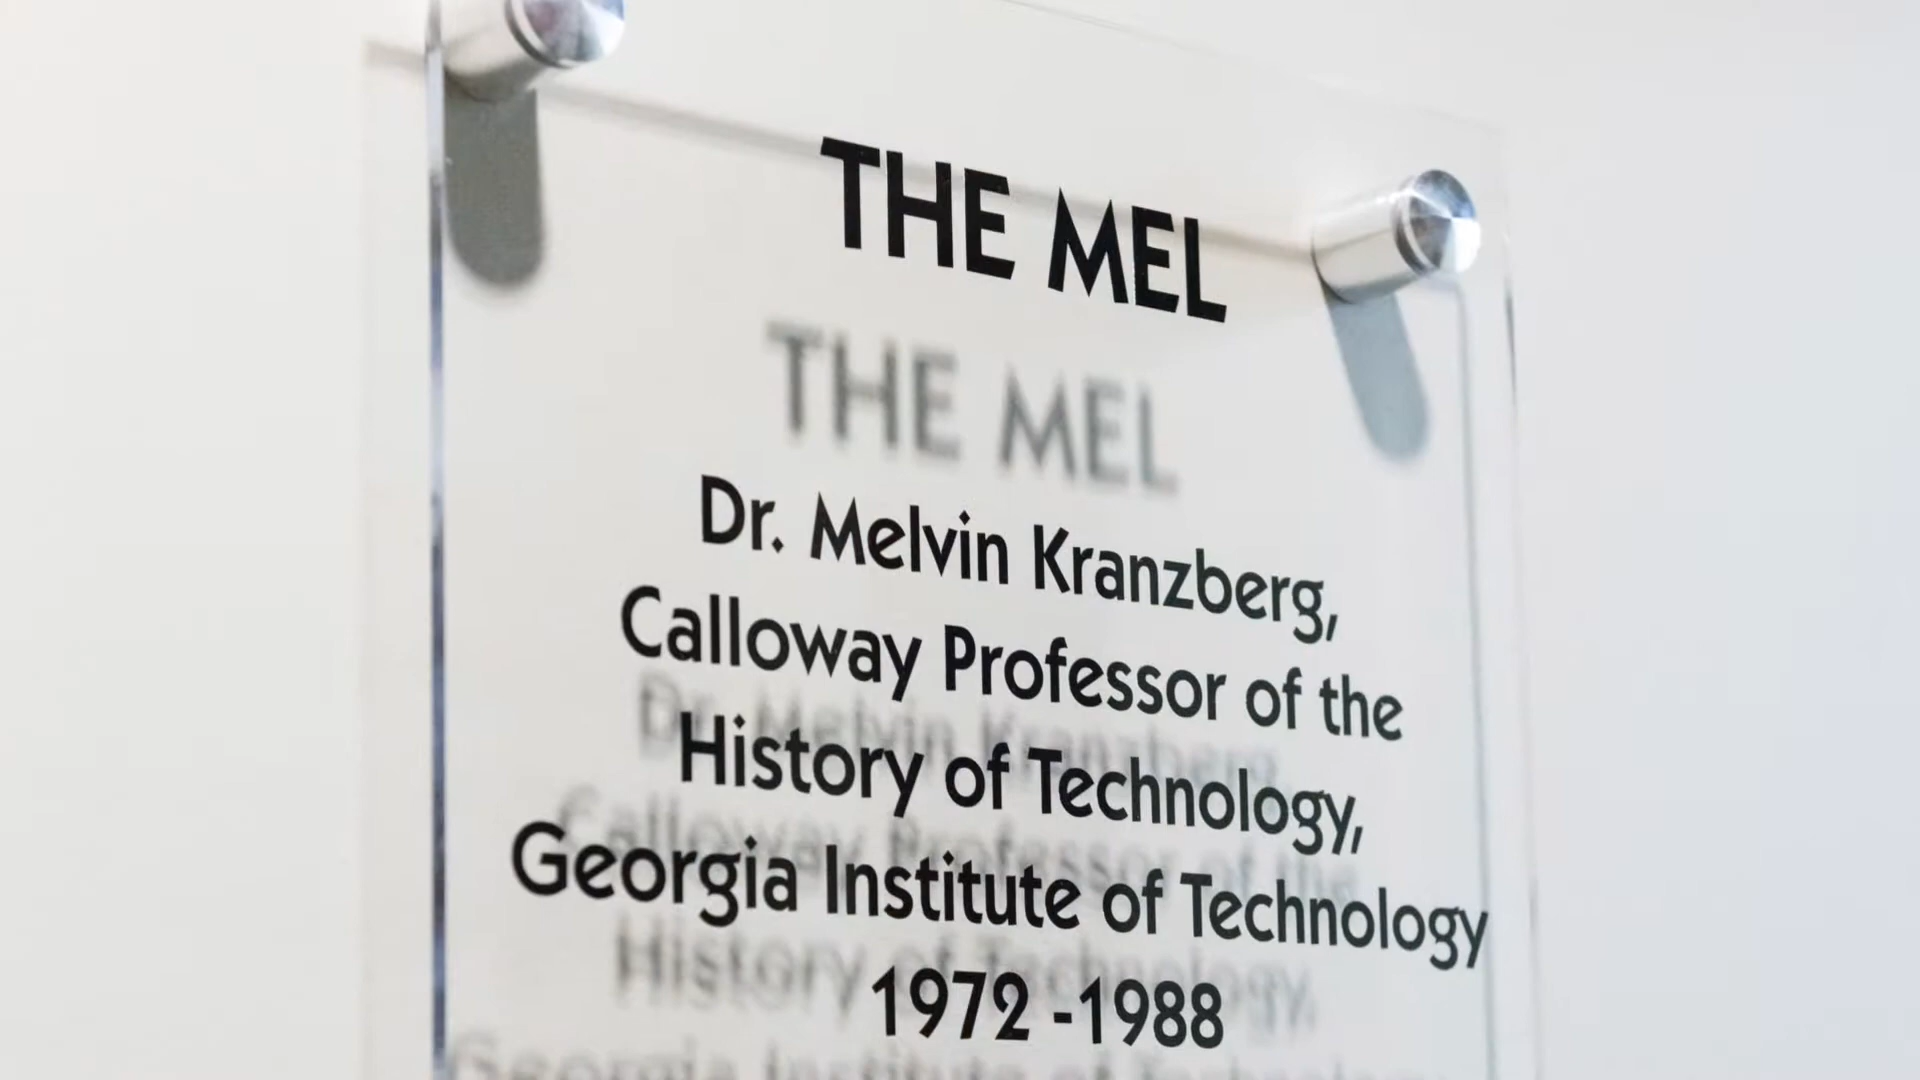 THE MEL
Dr. Melvin Kranzberg,
Calloway Professor of the
History of Technology,
Georgia Institute of Technology
1972 -1988